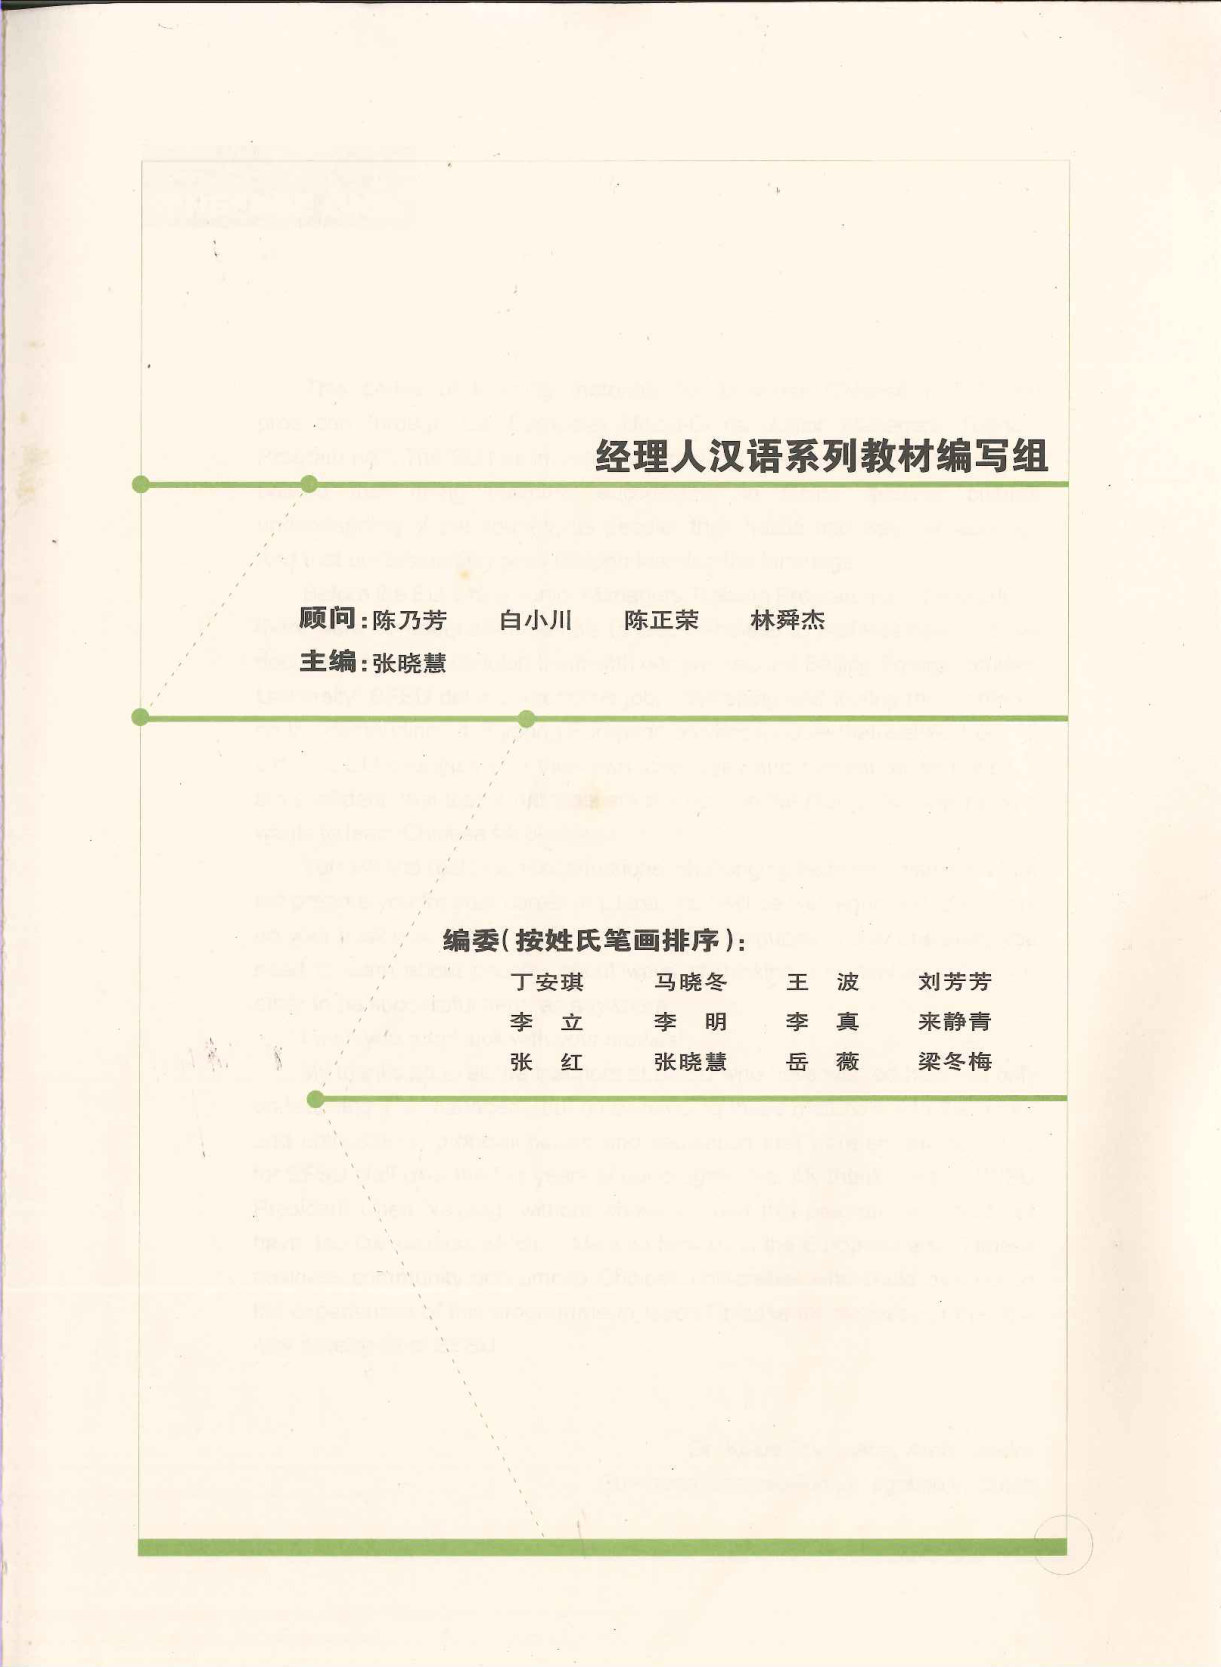 经理人汉语系列教材编写组
顾问:陈乃芳 白小川 陈正荣 林舜杰
主编:张晓慧
编委(按姓氏笔画排序):
丁安琪 马晓冬 王 波 刘芳芳
李 立 李 明 李 真 来静青
张 红 张晓慧 岳 薇 梁冬梅